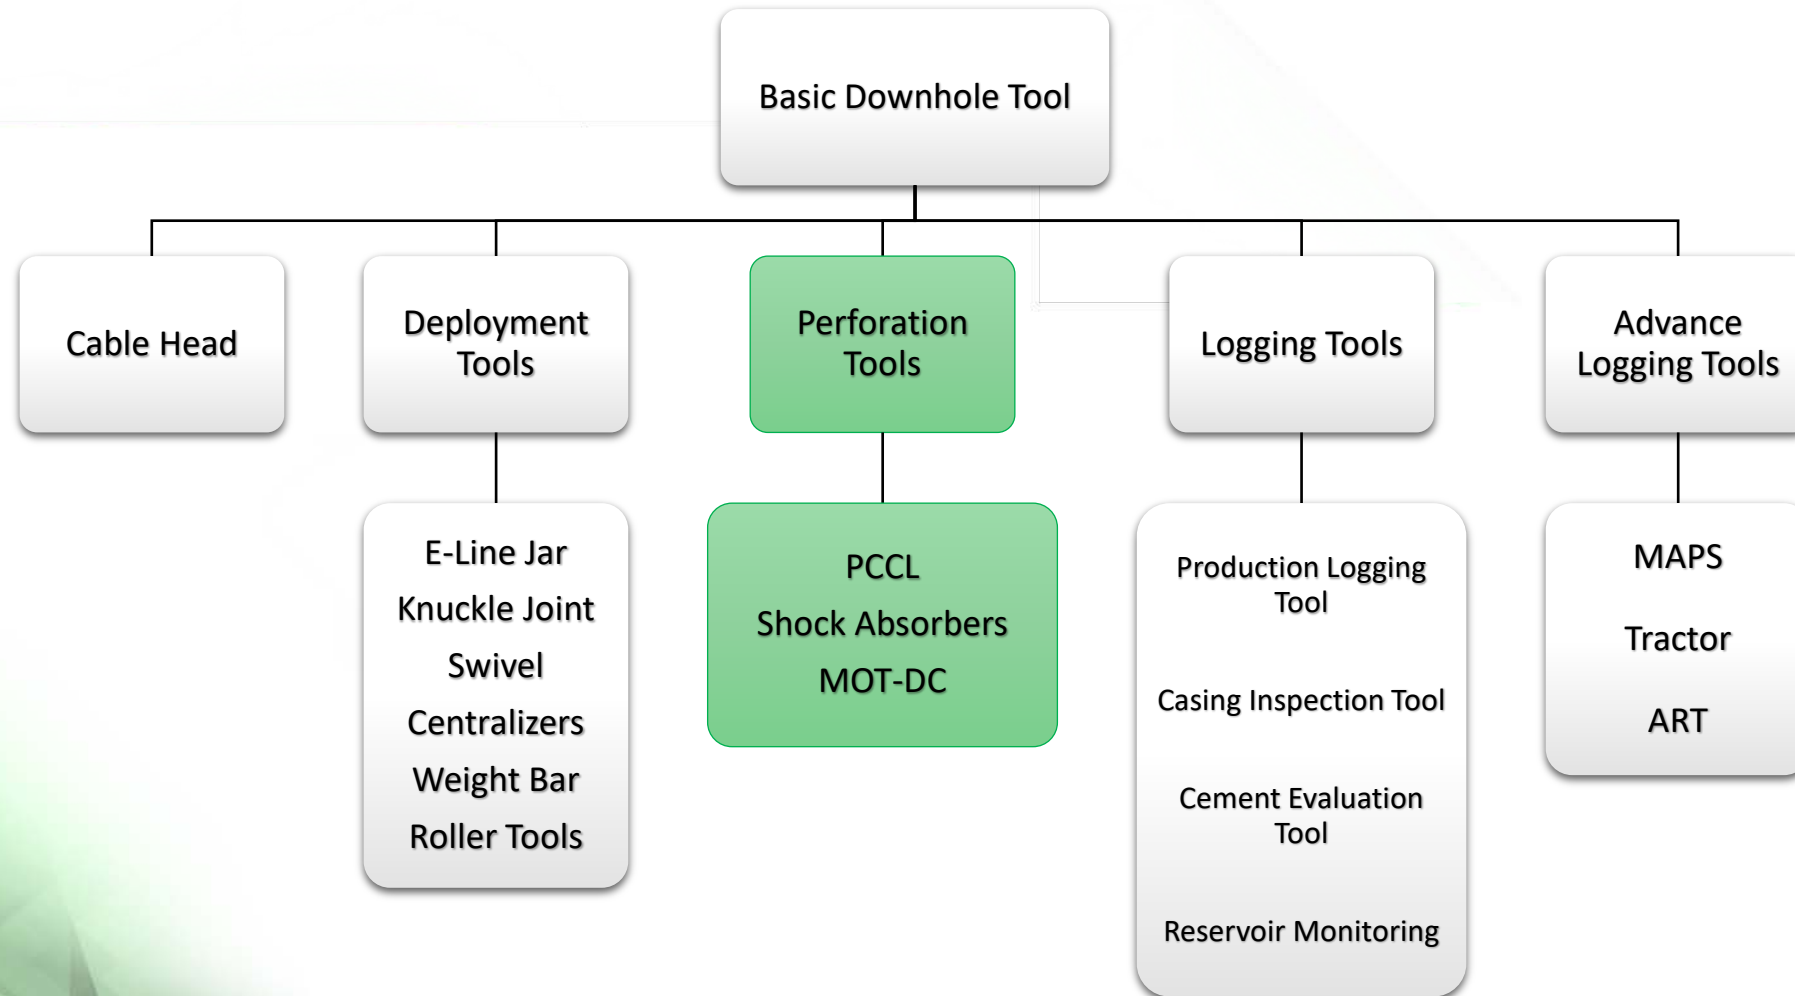 Basic Downhole Tool
Cable Head
Deployment
Tools
Perforation
Tools
Logging Tools
Advance
Logging Tools
E-Line Jar
Knuckle Joint
Swivel
Centralizers
Weight Bar
Roller Tools
PCCL
Shock Absorbers
MOT-DC
Production Logging
Tool
Casing Inspection Tool
Cement Evaluation
Tool
Reservoir Monitoring
MAPS
Tractor
ART